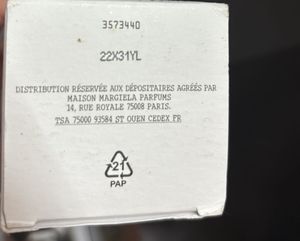 3573440
22X31YL
DISTRIBUTION RÉSERVÉE AUX DÉPOSITAIRES AGRÉÉS PAR
MAISON MARGIELA PARFUMS
14, RUE ROYALE 75008 PARIS.
TSA 75000 93584 ST OUEN CEDEX FR
21
PAP